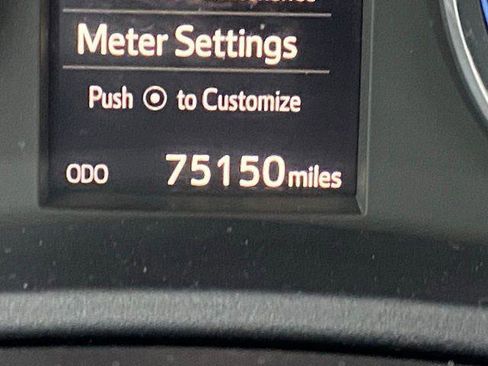 Meter Settings
Push to Customize
ODO 75150 miles